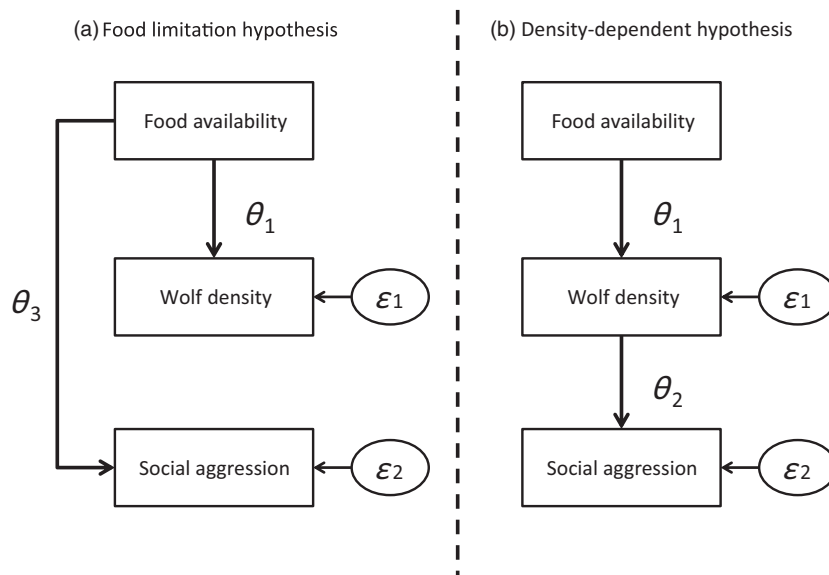 (a) Food limitation hypothesis
Food availability
θ1
Wolf density
ε1
θ3
Social aggression
ε2
(b) Density-dependent hypothesis
Food availability
θ1
Wolf density
ε1
θ2
Social aggression
ε2